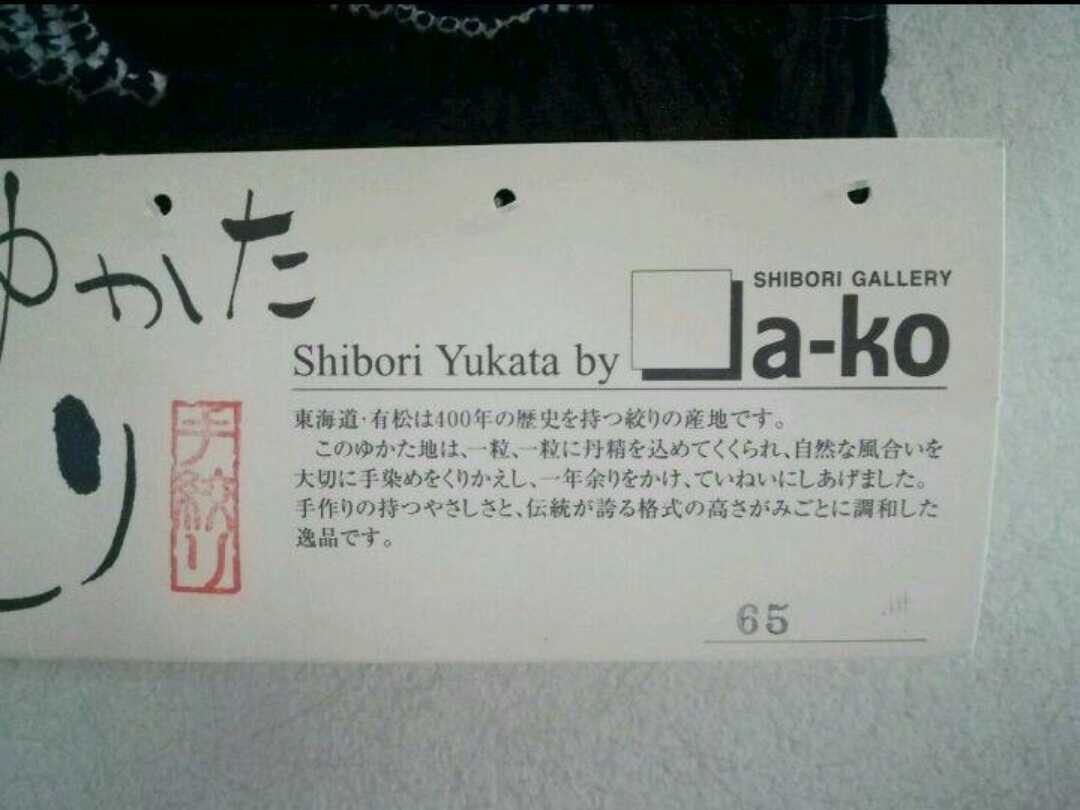 ゆかた
り
手絞り
SHIBORI GALLERY
a-ko
Shibori Yukata by
東海道・有松は400年の歴史を持つ絞りの産地です。
このゆかた地は、一粒、一粒に丹精を込めてくくられ、自然な風合いを
大切に手染めをくりかえし、一年余りをかけ、ていねいにしあげました。
手作りの持つやさしさと、伝統が誇る格式の高さがみごとに調和した
逸品です。
65